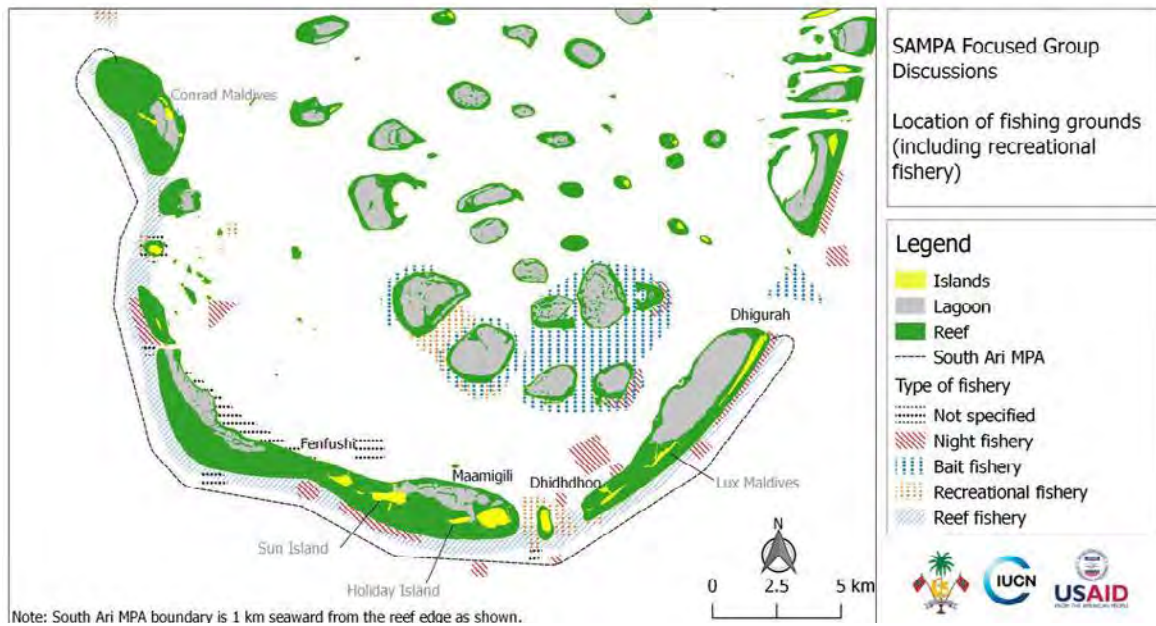 SAMPA Focused Group
Discussions
Location of fishing grounds
(including recreational
fishery)
Conrad Maldives
Dhigurah
Fenfushi
Maamigili
Dhidhdhoo
Lux Maldives
Sun Island
Holiday Island
N
0 2.5 5 km
Note: South Ari MPA boundary is 1 km seaward from the reef edge as shown.
Legend
Islands
Lagoon
Reef
South Ari MPA
Type of fishery
Not specified
Night fishery
Bait fishery
Recreational fishery
Reef fishery
IUCN
USAID
FROM THE AMERICAN PEOPLE